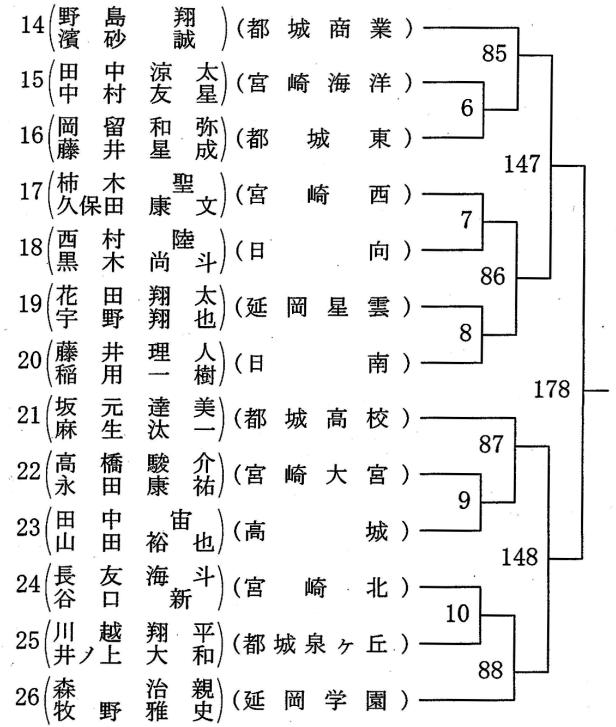 14 野島翔 (都城商業)
濱砂誠
85
15 田中涼太 (宮崎海洋)
中村友星
6
16 岡留和弥 (都城東)
藤井星成
147
17 柿木聖 (宮崎西)
久保田康文
7
18 西村陸 (日向)
黒木尚斗
86
19 花田翔太 (延岡星雲)
宇野翔也
8
20 藤井理人 (日南)
稲用一樹
178
21 坂元達美 (都城高校)
麻生汰一
87
22 高橋駿介 (宮崎大宮)
永田康祐
9
23 田中宙 (高城)
山田裕也
148
24 長友海斗 (宮崎北)
谷口新
10
25 川越翔平 (都城泉ヶ丘)
井ノ上大和
88
26 森治親 (延岡学園)
牧野雅史